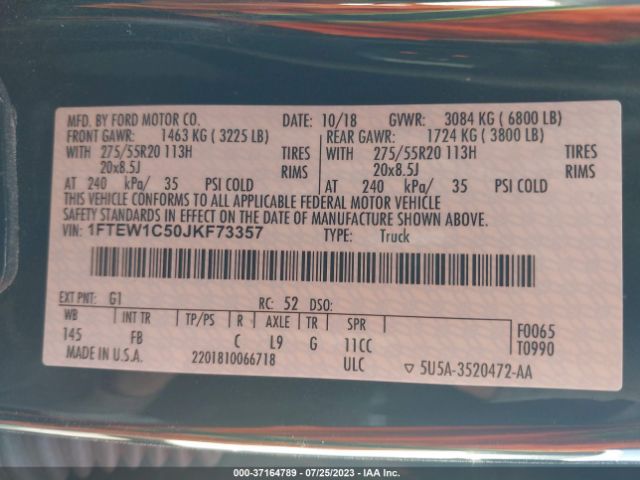 MFD. BY FORD MOTOR CO. DATE: 10/18 GVWR: 3084 KG ( 6800 LB)
FRONT GAWR: 1463 KG ( 3225 LB) REAR GAWR: 1724 KG ( 3800 LB)
WITH 275/55R20 113H TIRES WITH 275/55R20 113H TIRES
20x8.5J RIMS 20x8.5J RIMS
AT 240 kPa/ 35 PSI COLD AT 240 kPa/ 35 PSI COLD
THIS VEHICLE CONFORMS TO ALL APPLICABLE FEDERAL MOTOR VEHICLE
SAFETY STANDARDS IN EFFECT ON THE DATE OF MANUFACTURE SHOWN ABOVE.
VIN: 1FTEW1C50JKF73357 TYPE: Truck
EXT PNT: G1 RC: 52 DSO:
WB INT TR TP/PS R AXLE TR SPR F0065
145 FB C L9 G 11CC T0990
MADE IN U.S.A. 2201810066718 ULC ▽ 5U5A-3520472-AA
000-37164789 | 07/25/2023 | IAA Inc.